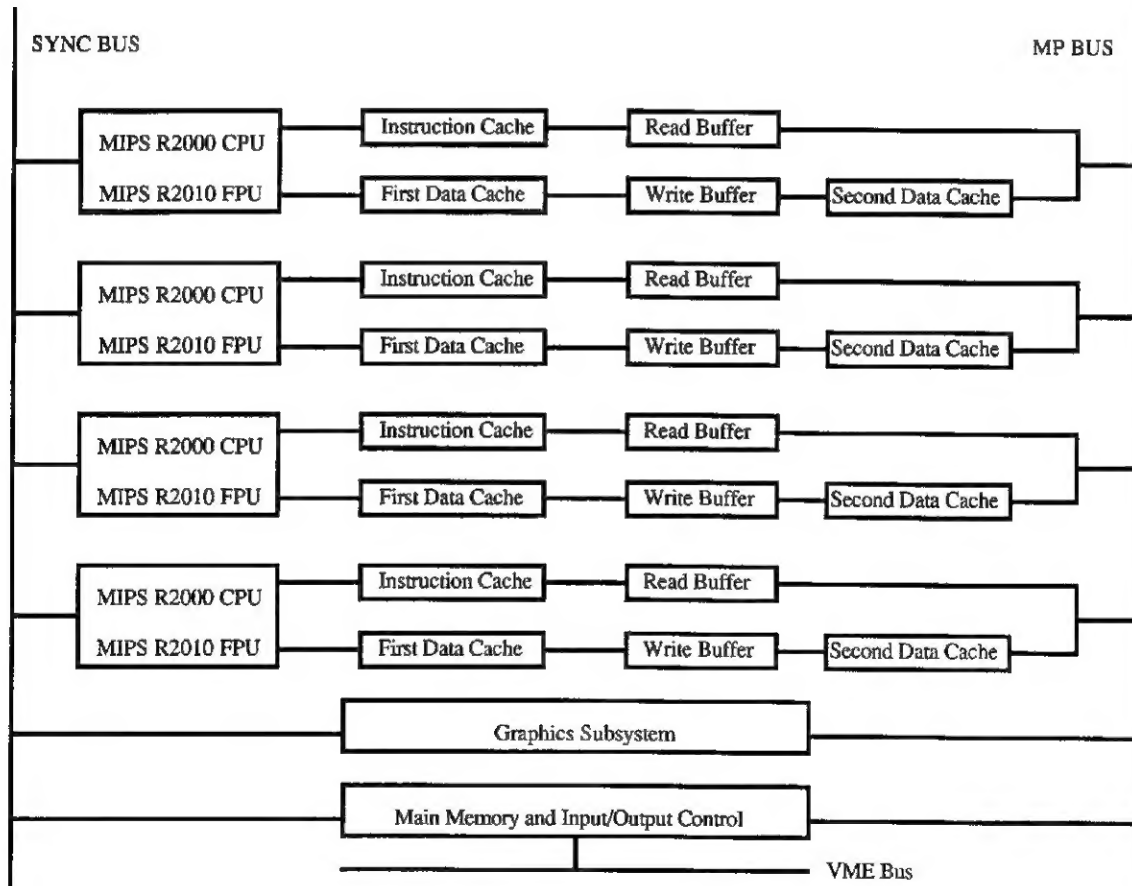 SYNC BUS
MP BUS
MIPS R2000 CPU
MIPS R2010 FPU
Instruction Cache
Read Buffer
First Data Cache
Write Buffer
Second Data Cache
MIPS R2000 CPU
MIPS R2010 FPU
Instruction Cache
Read Buffer
First Data Cache
Write Buffer
Second Data Cache
MIPS R2000 CPU
MIPS R2010 FPU
Instruction Cache
Read Buffer
First Data Cache
Write Buffer
Second Data Cache
MIPS R2000 CPU
MIPS R2010 FPU
Instruction Cache
Read Buffer
First Data Cache
Write Buffer
Second Data Cache
Graphics Subsystem
Main Memory and Input/Output Control
VME Bus